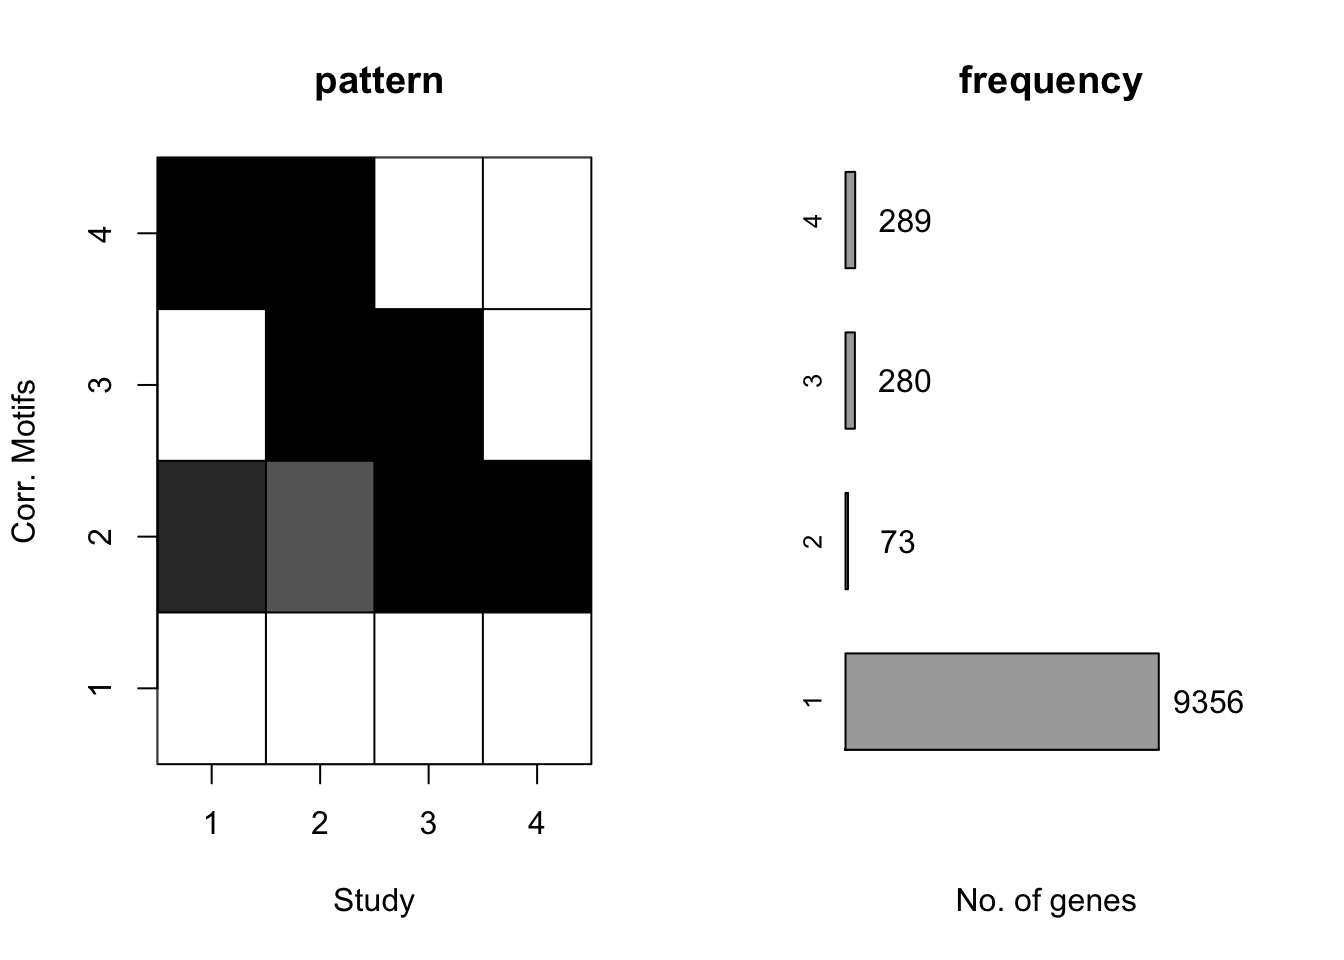 pattern
Corr. Motifs
4
3
2
1
1 2 3 4
Study
frequency
4 289
3 280
2 73
1 9356
No. of genes